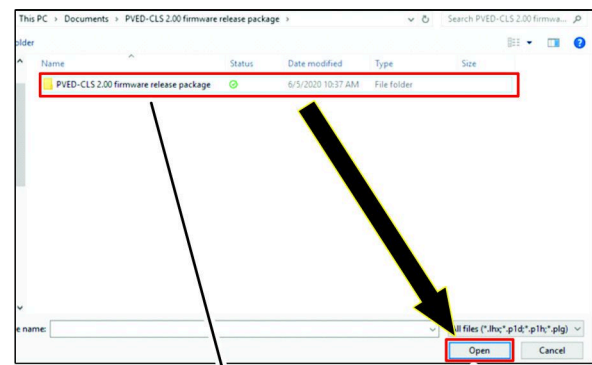 This PC > Documents > PVED-CLS 2.00 firmware release package >
Search PVED-CLS 2.00 firmwa...
older
Name Status Date modified Type Size
PVED-CLS 2.00 firmware release package 6/5/2020 10:37 AM File folder
e name: All files (*.lhx;*.p1d;*.p1h;*.plg)
Open Cancel